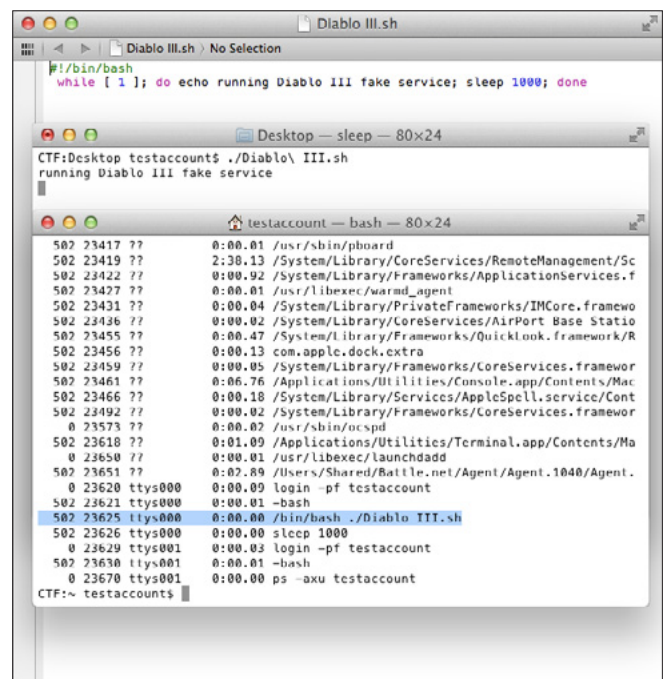 Diablo III.sh
Diablo III.sh 〉 No Selection
#!/bin/bash
while [ 1 ]; do echo running Diablo III fake service; sleep 1000; done
Desktop — sleep — 80×24
CTF:Desktop testaccount$ ./Diablo\ III.sh
running Diablo III fake service
testaccount — bash — 80×24
502 23417 ?? 0:00.01 /usr/sbin/pboard
502 23419 ?? 2:38.13 /System/Library/CoreServices/RemoteManagement/Sc
502 23422 ?? 0:00.92 /System/Library/Frameworks/ApplicationServices.f
502 23427 ?? 0:00.01 /usr/libexec/warmd_agent
502 23431 ?? 0:00.04 /System/Library/PrivateFrameworks/IMCore.framewo
502 23436 ?? 0:00.02 /System/Library/CoreServices/AirPort Base Statio
502 23455 ?? 0:00.47 /System/Library/Frameworks/QuickLook.framework/R
502 23456 ?? 0:00.13 com.apple.dock.extra
502 23459 ?? 0:00.05 /System/Library/Frameworks/CoreServices.framewor
502 23461 ?? 0:06.76 /Applications/Utilities/Console.app/Contents/Mac
502 23466 ?? 0:00.18 /System/Library/Services/AppleSpell.service/Cont
502 23492 ?? 0:00.02 /System/Library/Frameworks/CoreServices.framewor
0 23573 ?? 0:00.02 /usr/sbin/ocspd
502 23618 ?? 0:01.09 /Applications/Utilities/Terminal.app/Contents/Ma
0 23650 ?? 0:00.01 /usr/libexec/launchdadd
502 23651 ?? 0:02.89 /Users/Shared/Battle.net/Agent/Agent.1040/Agent.
0 23620 ttys000 0:00.09 login -pf testaccount
502 23621 ttys000 0:00.01 -bash
502 23625 ttys000 0:00.00 /bin/bash ./Diablo III.sh
502 23626 ttys000 0:00.00 sleep 1000
0 23629 ttys001 0:00.03 login -pf testaccount
502 23630 ttys001 0:00.01 -bash
0 23670 ttys001 0:00.00 ps -axu testaccount
CTF:~ testaccount$